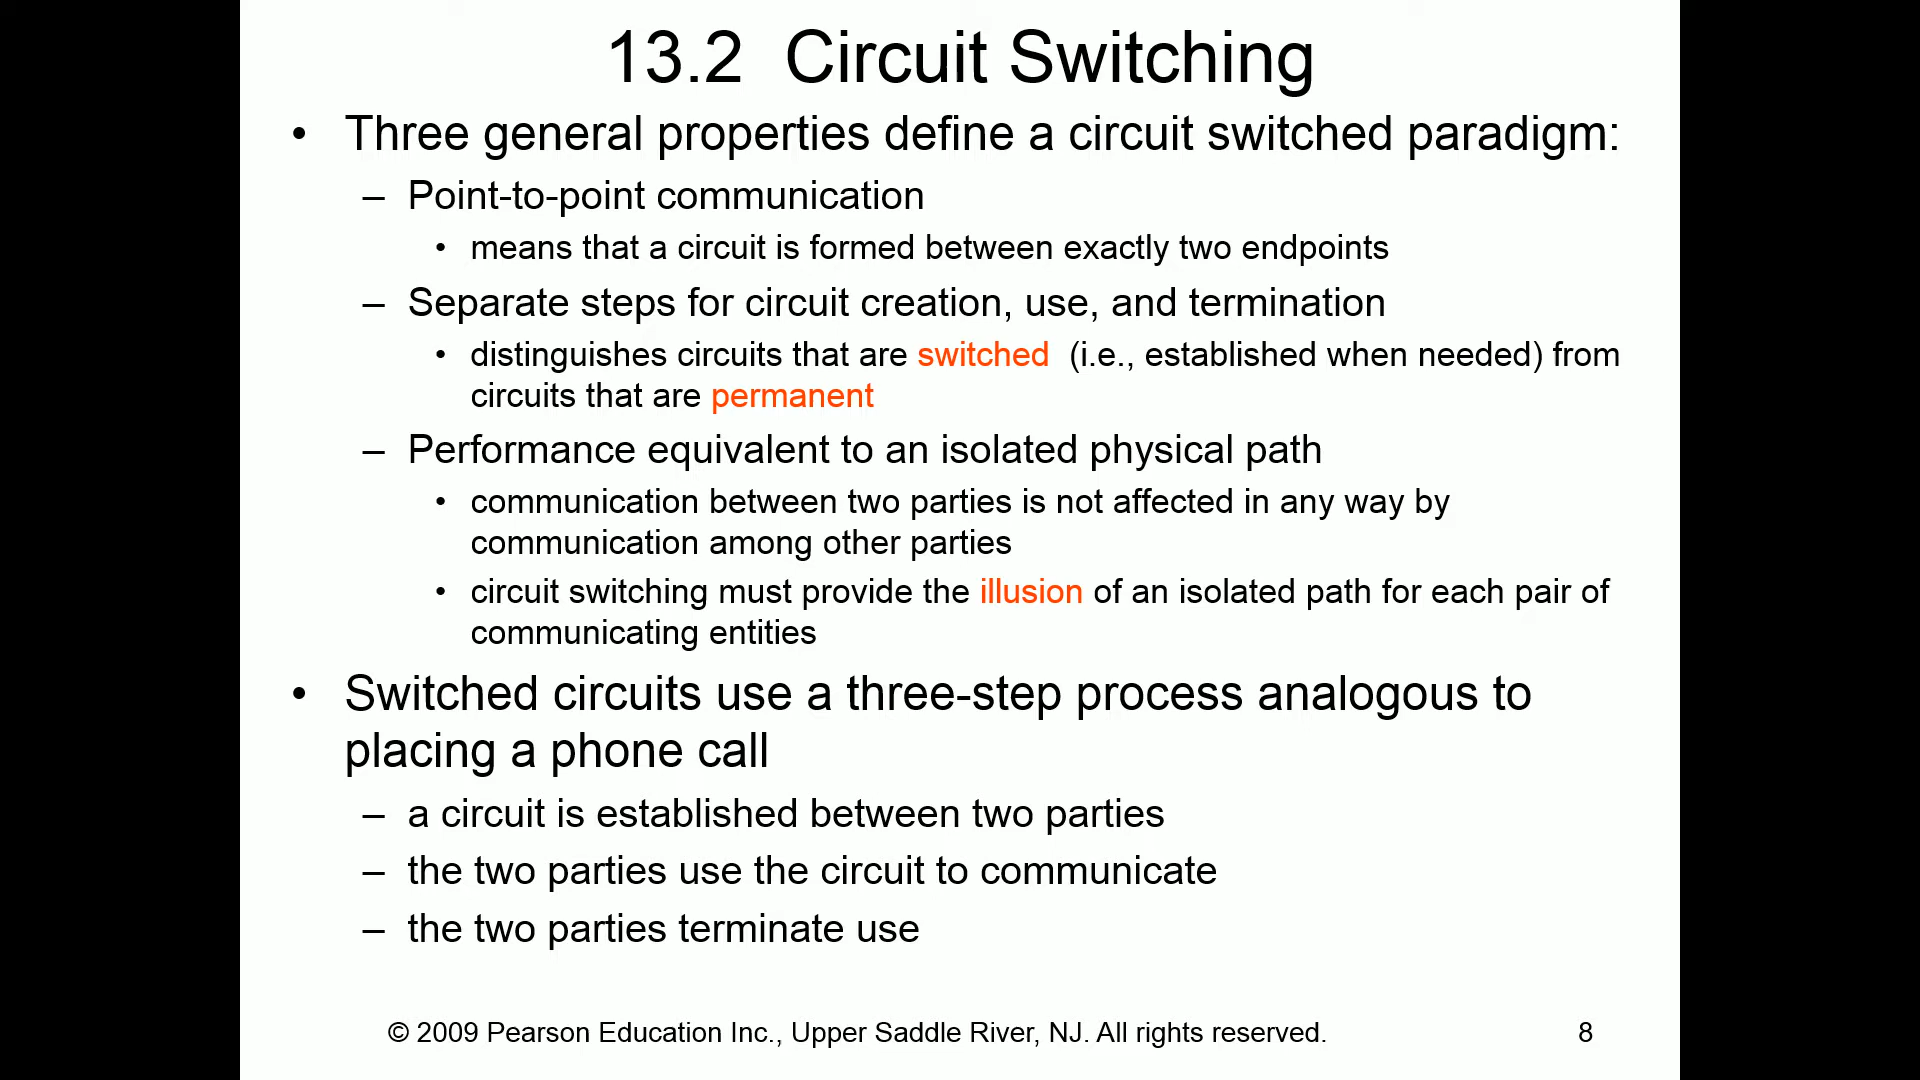 13.2 Circuit Switching
• Three general properties define a circuit switched paradigm:
– Point-to-point communication
• means that a circuit is formed between exactly two endpoints
– Separate steps for circuit creation, use, and termination
• distinguishes circuits that are switched (i.e., established when needed) from
circuits that are permanent
– Performance equivalent to an isolated physical path
• communication between two parties is not affected in any way by
communication among other parties
• circuit switching must provide the illusion of an isolated path for each pair of
communicating entities
• Switched circuits use a three-step process analogous to
placing a phone call
– a circuit is established between two parties
– the two parties use the circuit to communicate
– the two parties terminate use
© 2009 Pearson Education Inc., Upper Saddle River, NJ. All rights reserved. 8